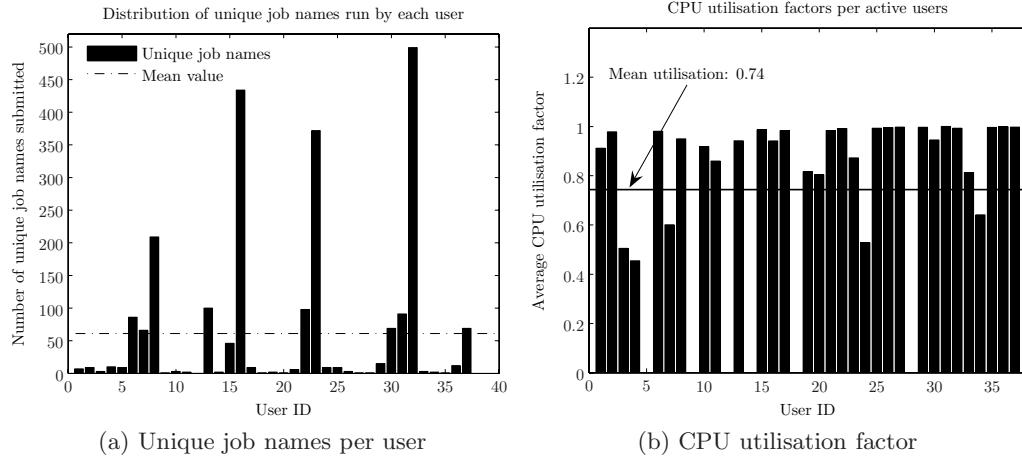 Distribution of unique job names run by each user
Number of unique job names submitted
500
450
400
350
300
250
200
150
100
50
0
Unique job names
Mean value
0 5 10 15 20 25 30 35 40
User ID
(a) Unique job names per user
CPU utilisation factors per active users
Average CPU utilisation factor
1.2
1
0.8
0.6
0.4
0.2
0
Mean utilisation: 0.74
0 5 10 15 20 25 30 35
User ID
(b) CPU utilisation factor